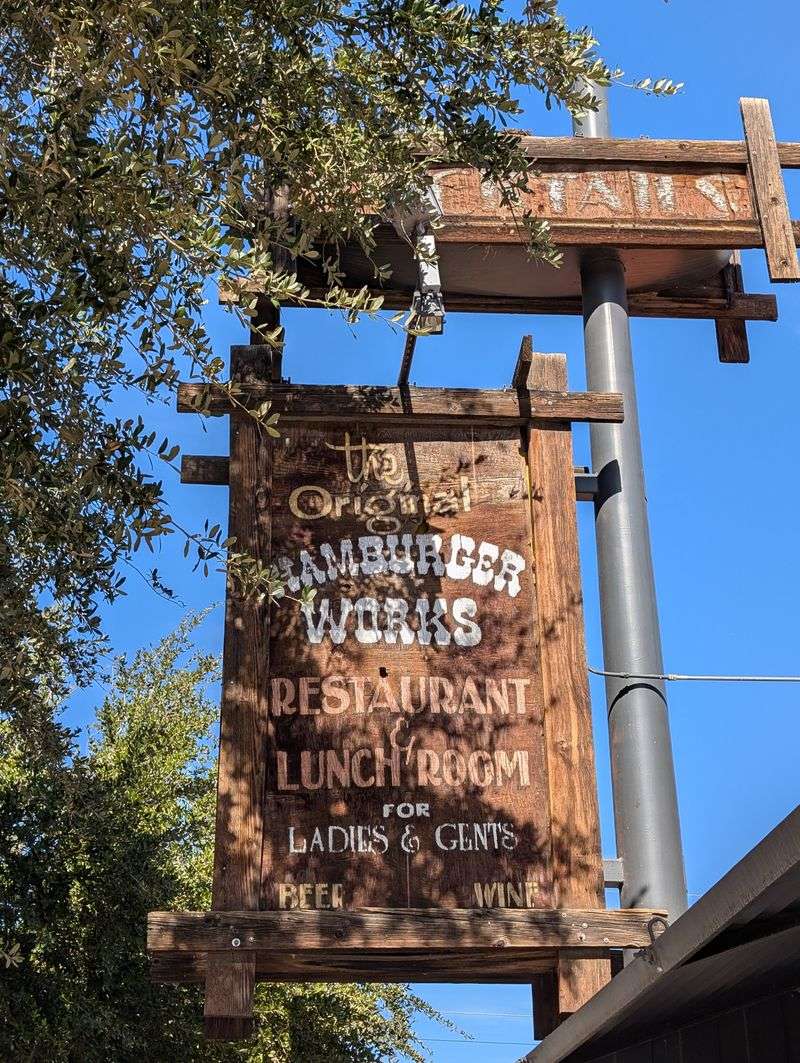 the
Original
HAMBURGER
WORKS
RESTAURANT
&
LUNCH ROOM
FOR
LADIES & GENTS
BEER WINE